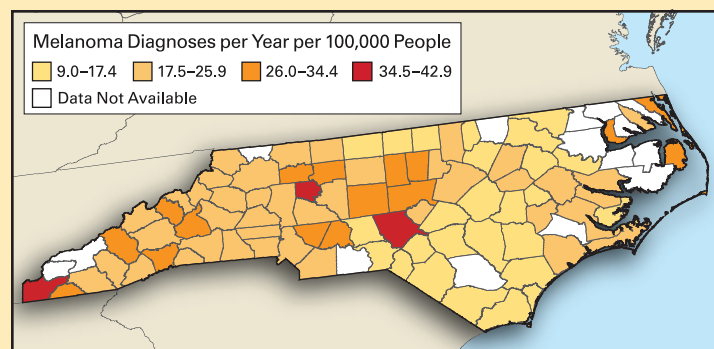 Melanoma Diagnoses per Year per 100,000 People
9.0–17.4 17.5–25.9 26.0–34.4 34.5–42.9
Data Not Available